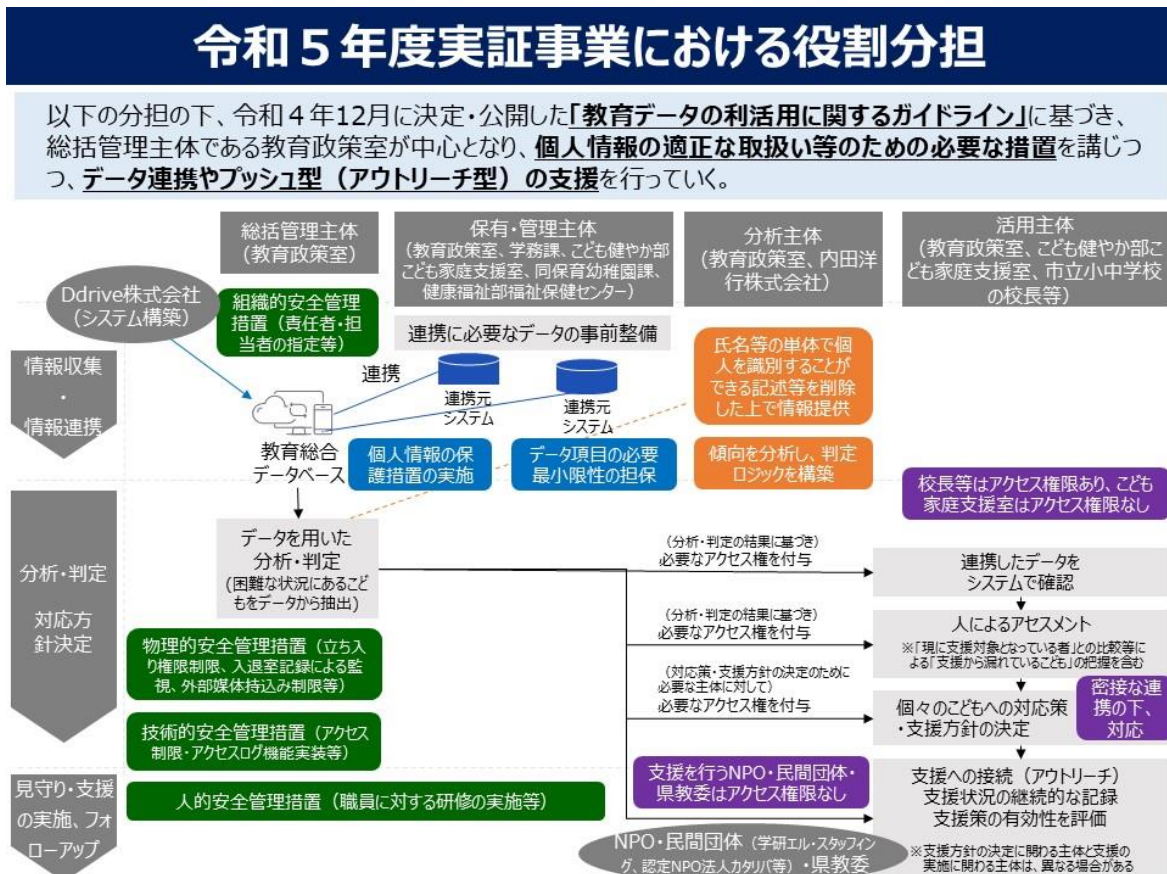 令和５年度実証事業における役割分担
以下の分担の下、令和４年12月に決定・公開した「教育データの利活用に関するガイドライン」に基づき、
総括管理主体である教育政策室が中心となり、個人情報の適正な取扱い等のための必要な措置を講じつ
つ、データ連携やプッシュ型（アウトリーチ型）の支援を行っていく。
総括管理主体
（教育政策室）
保有・管理主体
（教育政策室、学務課、こども健やか部
こども家庭支援室、同保育幼稚園課、
健康福祉部福祉保健センター）
分析主体
（教育政策室、内田洋
行株式会社）
活用主体
（教育政策室、こども健やか部こ
ども家庭支援室、市立小中学校
の校長等）
Ddrive株式会社
（システム構築）
組織的安全管理
措置（責任者・担
当者の指定等）
連携に必要なデータの事前整備
情報収集
・
情報連携
連携
連携元
システム
連携元
システム
氏名等の単体で個
人を識別することが
できる記述等を削除
した上で情報提供
教育総合
データベース
個人情報の保
護措置の実施
データ項目の必要
最小限性の担保
傾向を分析し、判定
ロジックを構築
校長等はアクセス権限あり、こども
家庭支援室はアクセス権限なし
分析・判定
対応方
針決定
データを用いた
分析・判定
(困難な状況にあるこど
もをデータから抽出)
（分析・判定の結果に基づき）
必要なアクセス権を付与
連携したデータを
システムで確認
（分析・判定の結果に基づき）
必要なアクセス権を付与
人によるアセスメント
※「現に支援対象となっている者」との比較等に
よる「支援から漏れているこども」の把握を含む
物理的安全管理措置（立ち入
り権限制限、入退室記録による監
視、外部媒体持込み制限等）
（対応策・支援方針の決定のために
必要な主体に対して）
必要なアクセス権を付与
個々のこどもへの対応策
・支援方針の決定
密接な連
携の下、
対応
技術的安全管理措置（アクセス
制限・アクセスログ機能実装等）
見守り・支援
の実施、フォ
ローアップ
人的安全管理措置（職員に対する研修の実施等）
支援を行うNPO・民間団体・
県教委はアクセス権限なし
支援への接続（アウトリーチ）
支援状況の継続的な記録
支援策の有効性を評価
※支援方針の決定に関わる主体と支援の
実施に関わる主体は、異なる場合がある
NPO・民間団体（学研エル・スタッフィン
グ、認定NPO法人カタリバ等）・県教委